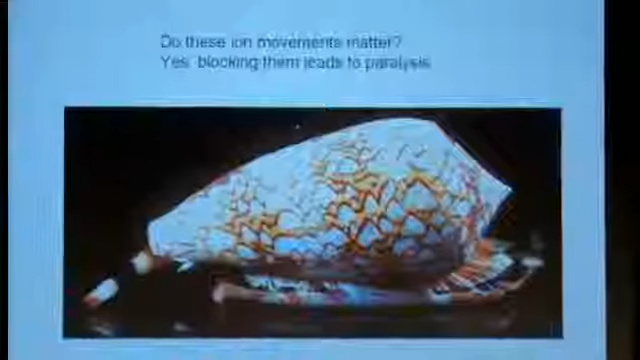 Do these ion movements matter?
Yes blocking them leads to paralysis